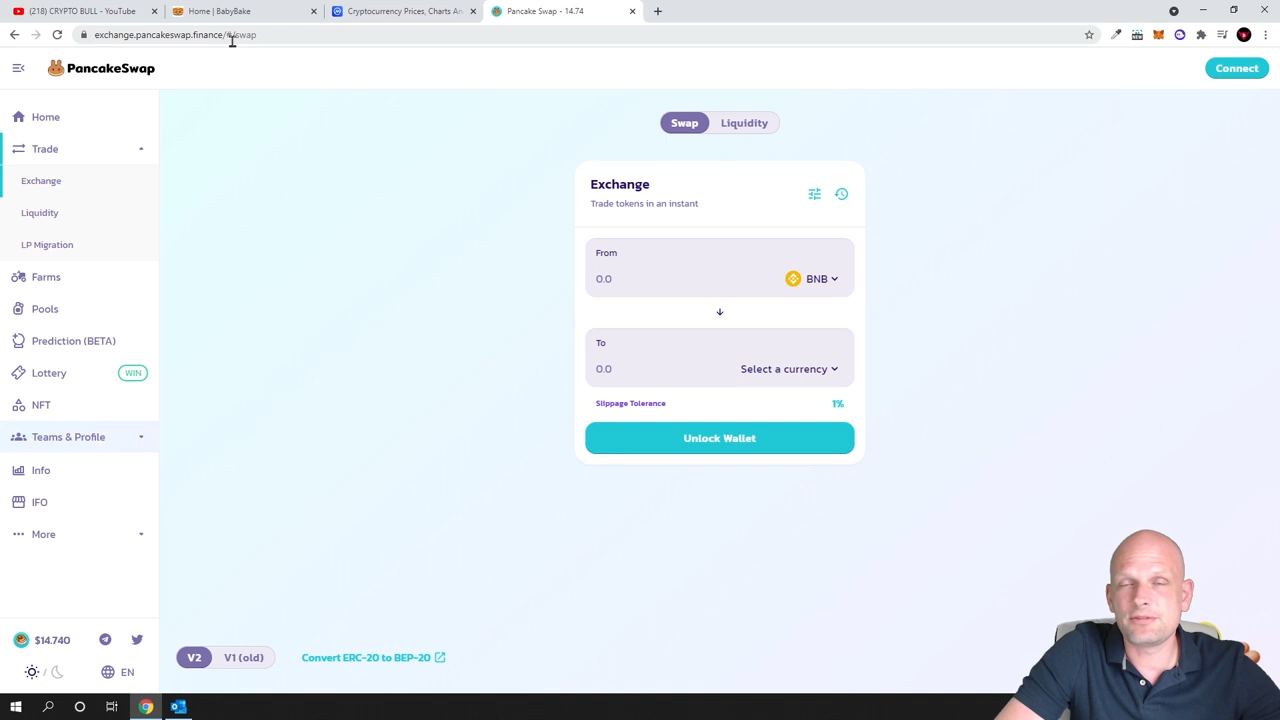 (218) CRYPTO BULL - YouTube
Home | BabyBake
Cryptocurrency Prices, Charts An
Pancake Swap - 14.74
exchange.pancakeswap.finance/#/swap
PancakeSwap
Connect
Home
Trade
Exchange
Liquidity
LP Migration
Farms
Pools
Prediction (BETA)
Lottery
WIN
NFT
Teams & Profile
Info
IFO
More
$14.740
EN
Swap
Liquidity
Exchange
Trade tokens in an instant
From
0.0
BNB
To
0.0
Select a currency
Slippage Tolerance
1%
Unlock Wallet
V2
V1 (old)
Convert ERC-20 to BEP-20